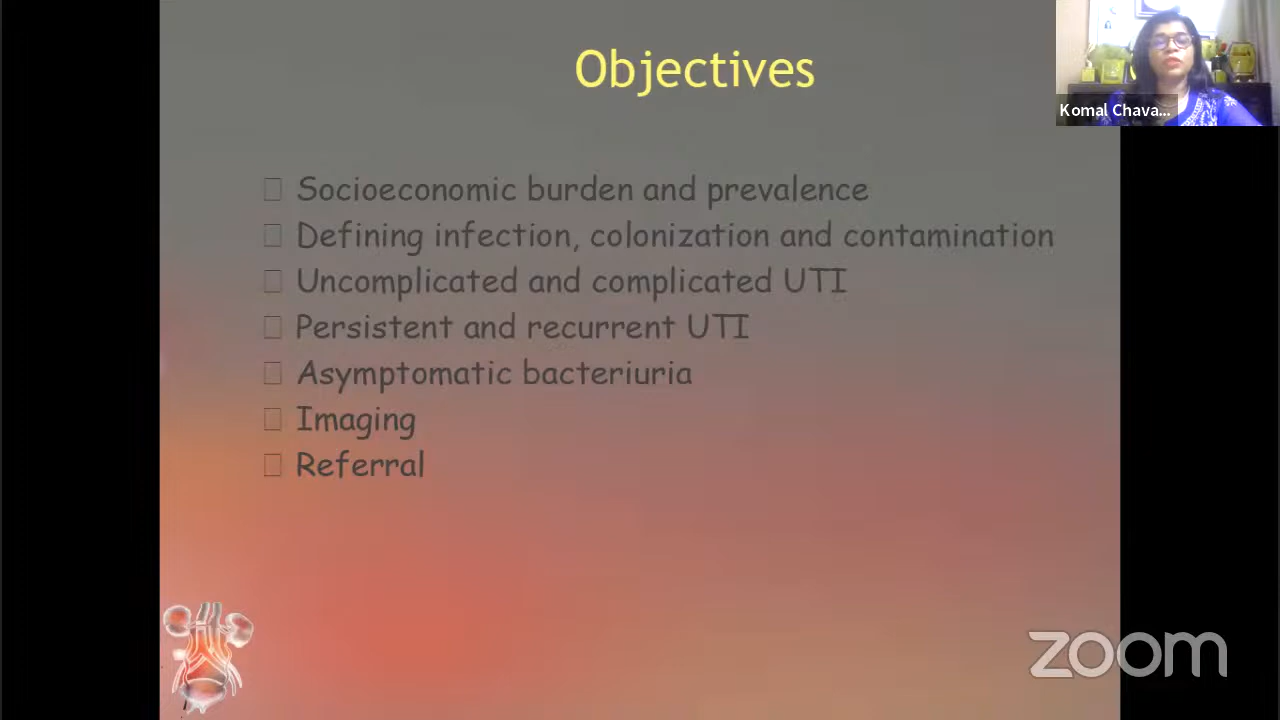 Objectives
Komal Chava...
Socioeconomic burden and prevalence
Defining infection, colonization and contamination
Uncomplicated and complicated UTI
Persistent and recurrent UTI
Asymptomatic bacteriuria
Imaging
Referral
zoom